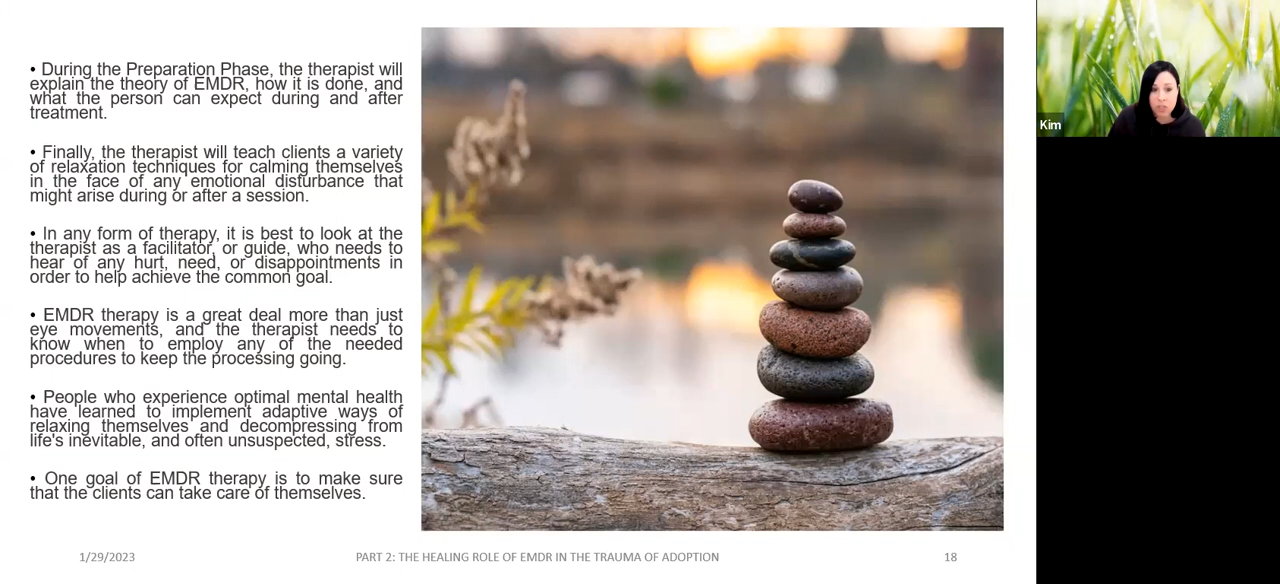 • During the Preparation Phase, the therapist will
explain the theory of EMDR, how it is done, and
what the person can expect during and after
treatment.
• Finally, the therapist will teach clients a variety
of relaxation techniques for calming themselves
in the face of any emotional disturbance that
might arise during or after a session.
• In any form of therapy, it is best to look at the
therapist as a facilitator, or guide, who needs to
hear of any hurt, need, or disappointments in
order to help achieve the common goal.
• EMDR therapy is a great deal more than just
eye movements, and the therapist needs to
know when to employ any of the needed
procedures to keep the processing going.
• People who experience optimal mental health
have learned to implement adaptive ways of
relaxing themselves and decompressing from
life's inevitable, and often unsuspected, stress.
• One goal of EMDR therapy is to make sure
that the clients can take care of themselves.
1/29/2023
PART 2: THE HEALING ROLE OF EMDR IN THE TRAUMA OF ADOPTION
18
Kim